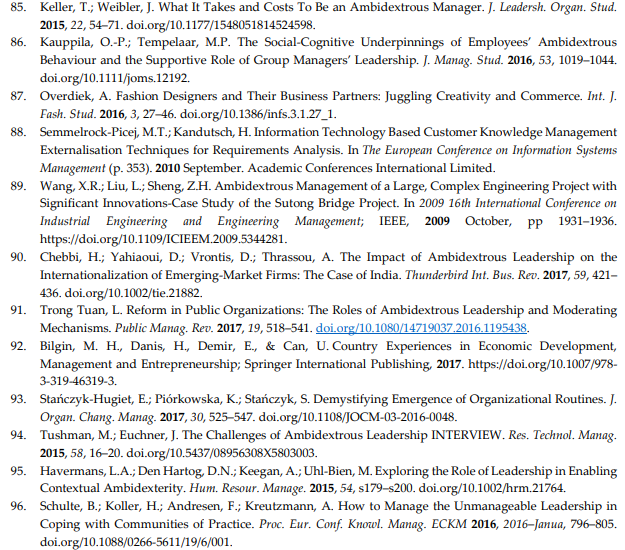 85. Keller, T.; Weibler, J. What It Takes and Costs To Be an Ambidextrous Manager. J. Leadersh. Organ. Stud.
2015, 22, 54–71. doi.org/10.1177/1548051814524598.
86. Kauppila, O.-P.; Tempelaar, M.P. The Social-Cognitive Underpinnings of Employees’ Ambidextrous
Behaviour and the Supportive Role of Group Managers’ Leadership. J. Manag. Stud. 2016, 53, 1019–1044.
doi.org/10.1111/joms.12192.
87. Overdiek, A. Fashion Designers and Their Business Partners: Juggling Creativity and Commerce. Int. J.
Fash. Stud. 2016, 3, 27–46. doi.org/10.1386/infs.3.1.27_1.
88. Semmelrock-Picej, M.T.; Kandutsch, H. Information Technology Based Customer Knowledge Management
Externalisation Techniques for Requirements Analysis. In The European Conference on Information Systems
Management (p. 353). 2010 September. Academic Conferences International Limited.
89. Wang, X.R.; Liu, L.; Sheng, Z.H. Ambidextrous Management of a Large, Complex Engineering Project with
Significant Innovations-Case Study of the Sutong Bridge Project. In 2009 16th International Conference on
Industrial Engineering and Engineering Management; IEEE, 2009 October, pp 1931–1936.
https://doi.org/10.1109/ICIEEM.2009.5344281.
90. Chebbi, H.; Yahiaoui, D.; Vrontis, D.; Thrassou, A. The Impact of Ambidextrous Leadership on the
Internationalization of Emerging-Market Firms: The Case of India. Thunderbird Int. Bus. Rev. 2017, 59, 421–
436. doi.org/10.1002/tie.21882.
91. Trong Tuan, L. Reform in Public Organizations: The Roles of Ambidextrous Leadership and Moderating
Mechanisms. Public Manag. Rev. 2017, 19, 518–541. doi.org/10.1080/14719037.2016.1195438.
92. Bilgin, M. H., Danis, H., Demir, E., & Can, U. Country Experiences in Economic Development,
Management and Entrepreneurship; Springer International Publishing, 2017. https://doi.org/10.1007/978-
3-319-46319-3.
93. Stańczyk-Hugiet, E.; Piórkowska, K.; Stańczyk, S. Demystifying Emergence of Organizational Routines. J.
Organ. Chang. Manag. 2017, 30, 525–547. doi.org/10.1108/JOCM-03-2016-0048.
94. Tushman, M.; Euchner, J. The Challenges of Ambidextrous Leadership INTERVIEW. Res. Technol. Manag.
2015, 58, 16–20. doi.org/10.5437/08956308X5803003.
95. Havermans, L.A.; Den Hartog, D.N.; Keegan, A.; Uhl-Bien, M. Exploring the Role of Leadership in Enabling
Contextual Ambidexterity. Hum. Resour. Manage. 2015, 54, s179–s200. doi.org/10.1002/hrm.21764.
96. Schulte, B.; Koller, H.; Andresen, F.; Kreutzmann, A. How to Manage the Unmanageable Leadership in
Coping with Communities of Practice. Proc. Eur. Conf. Knowl. Manag. ECKM 2016, 2016–Janua, 796–805.
doi.org/10.1088/0266-5611/19/6/001.